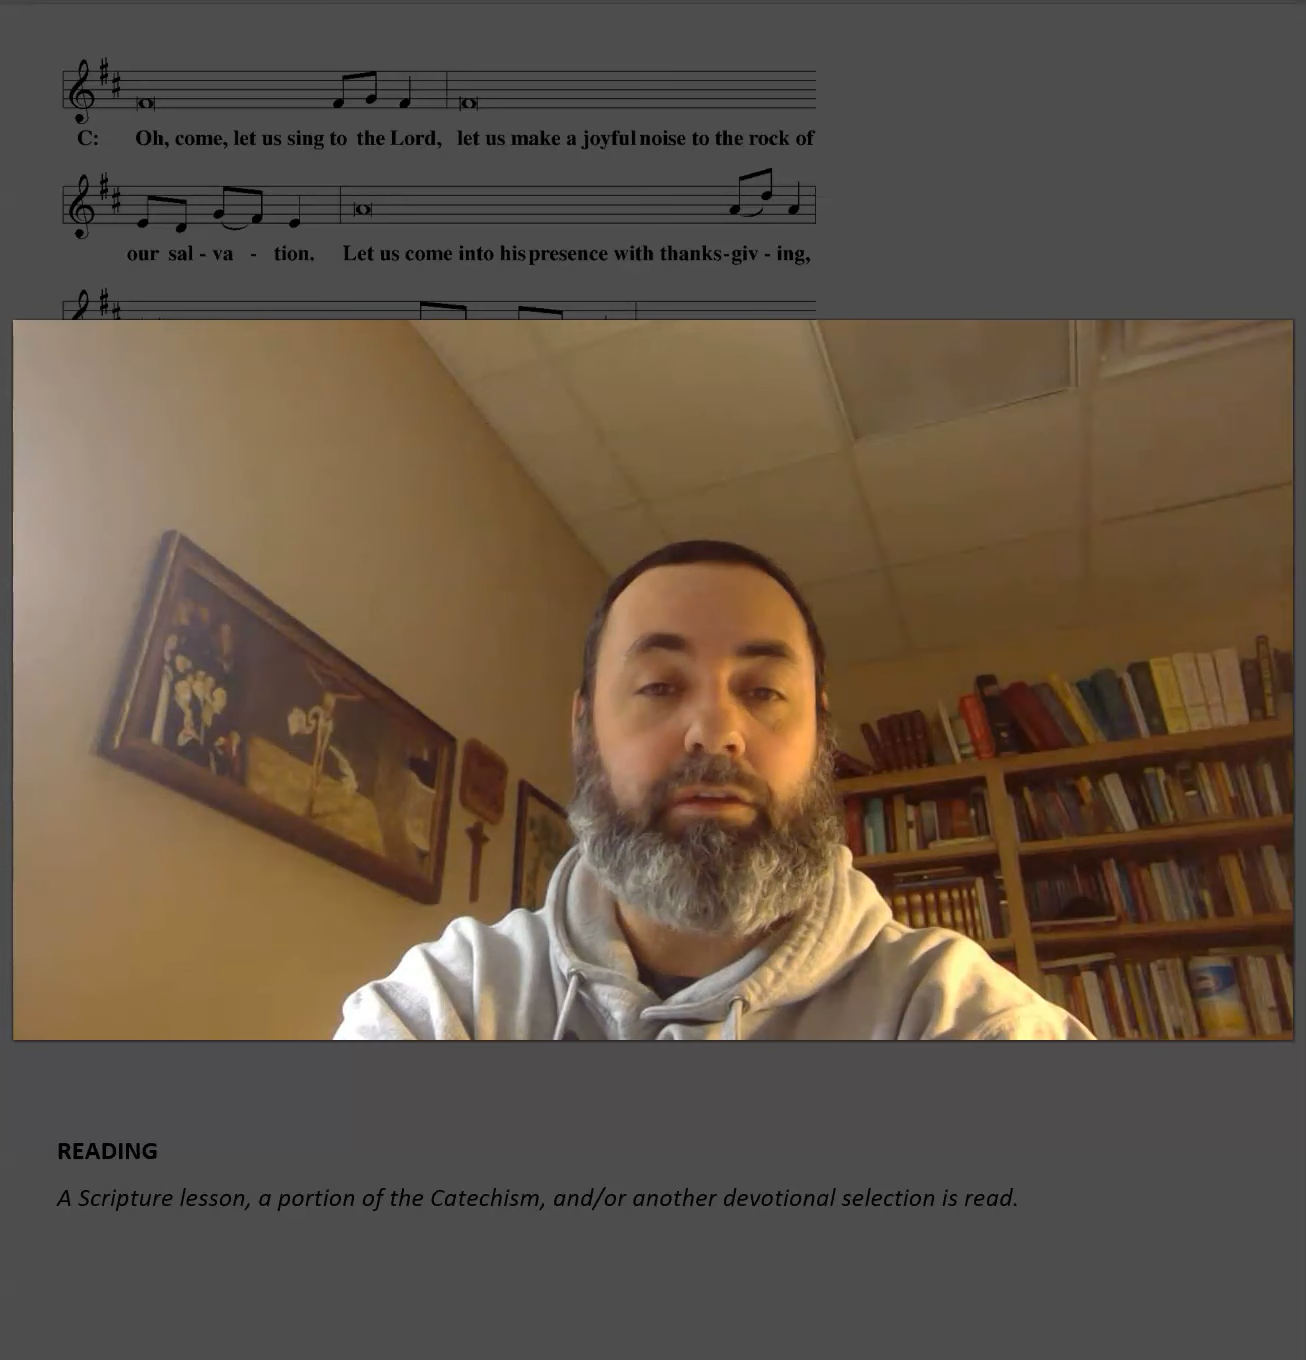 C: Oh, come, let us sing to the Lord, let us make a joyful noise to the rock of
our sal - va - tion. Let us come into his presence with thanks-giv - ing,
READING
A Scripture lesson, a portion of the Catechism, and/or another devotional selection is read.